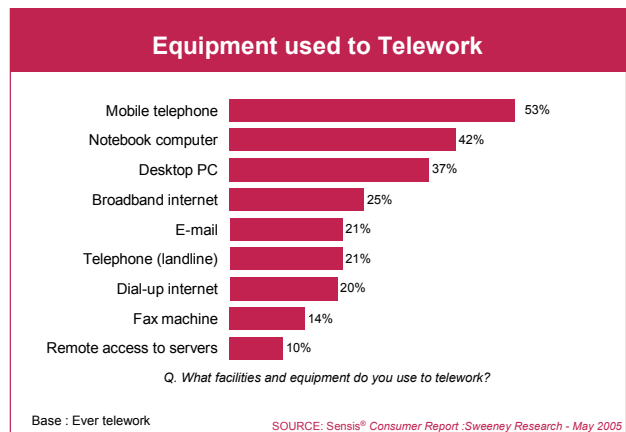 Equipment used to Telework
Mobile telephone 53%
Notebook computer 42%
Desktop PC 37%
Broadband internet 25%
E-mail 21%
Telephone (landline) 21%
Dial-up internet 20%
Fax machine 14%
Remote access to servers 10%
Q. What facilities and equipment do you use to telework?
Base : Ever telework
SOURCE: Sensis® Consumer Report :Sweeney Research - May 2005